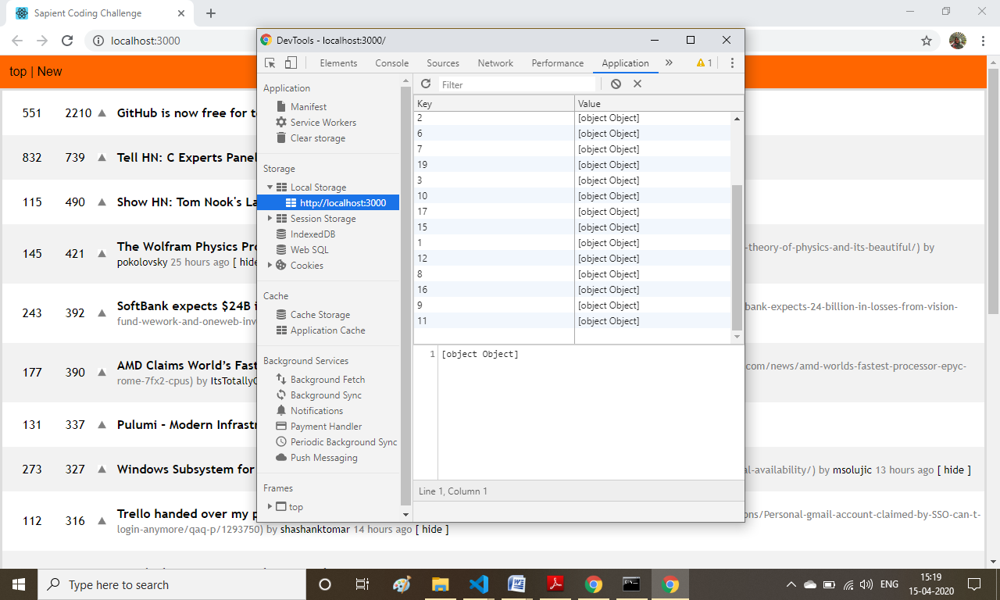 Sapient Coding Challenge
localhost:3000
DevTools - localhost:3000/
Elements Console Sources Network Performance Application » 1
top | New
Application
Manifest
Service Workers
Clear storage
Storage
Local Storage
http://localhost:3000
Session Storage
IndexedDB
Web SQL
Cookies
Cache
Cache Storage
Application Cache
Background Services
Background Fetch
Background Sync
Notifications
Payment Handler
Periodic Background Sync
Push Messaging
Frames
top
Filter
Key Value
2 [object Object]
6 [object Object]
7 [object Object]
19 [object Object]
3 [object Object]
10 [object Object]
17 [object Object]
15 [object Object]
1 [object Object]
12 [object Object]
8 [object Object]
16 [object Object]
9 [object Object]
11 [object Object]
1 [object Object]
Line 1, Column 1
551 2210 ▲ GitHub is now free for t
832 739 ▲ Tell HN: C Experts Panel
115 490 ▲ Show HN: Tom Nook's La
145 421 ▲ The Wolfram Physics Pro -theory-of-physics-and-its-beautiful/) by
pokolovsky 25 hours ago [ hide
243 392 ▲ SoftBank expects $24B i bank-expects-24-billion-in-losses-from-vision-
fund-wework-and-oneweb-inv
177 390 ▲ AMD Claims World’s Fast com/news/amd-worlds-fastest-processor-epyc-
rome-7fx2-cpus) by ItsTotally
131 337 ▲ Pulumi - Modern Infrastr
273 327 ▲ Windows Subsystem for al-availability/) by msolujic 13 hours ago [ hide ]
112 316 ▲ Trello handed over my p ons/Personal-gmail-account-claimed-by-SSO-can-t-
login-anymore/qaq-p/1293750) by shashanktomar 14 hours ago [ hide ]
Type here to search
ENG
15:19
15-04-2020